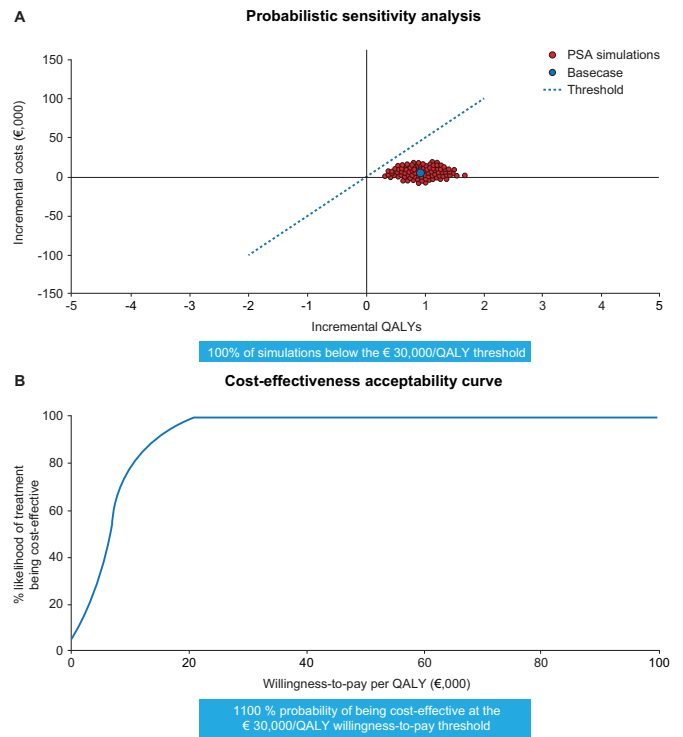 A
Probabilistic sensitivity analysis
PSA simulations
Basecase
Threshold
Incremental costs (€,000)
150
100
50
0
-50
-100
-150
-5 -4 -3 -2 -1 0 1 2 3 4 5
Incremental QALYs
100% of simulations below the € 30,000/QALY threshold
B
Cost-effectiveness acceptability curve
% likelihood of treatment
being cost-effective
100
80
60
40
20
0
0 20 40 60 80 100
Willingness-to-pay per QALY (€,000)
1100 % probability of being cost-effective at the
€ 30,000/QALY willingness-to-pay threshold